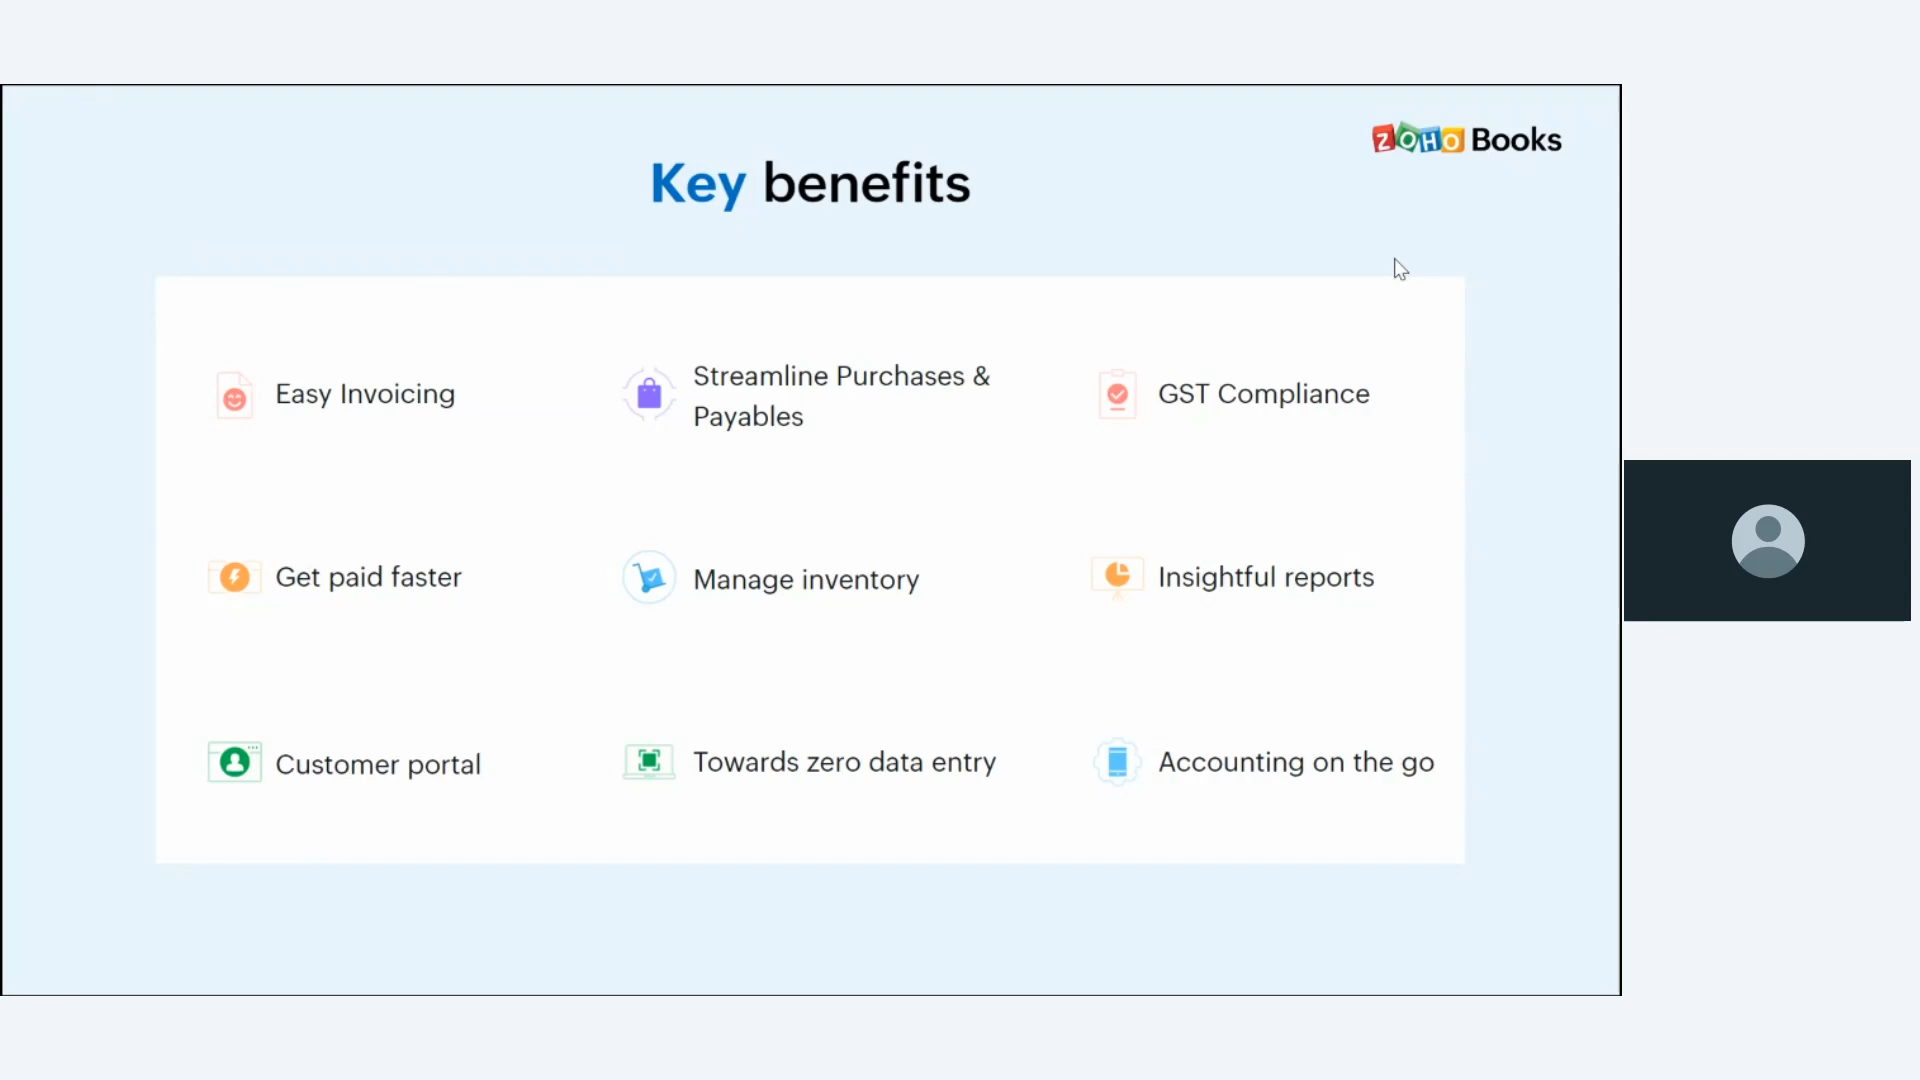 ZOHO Books
Key benefits
Easy Invoicing
Streamline Purchases &
Payables
GST Compliance
Get paid faster
Manage inventory
Insightful reports
Customer portal
Towards zero data entry
Accounting on the go